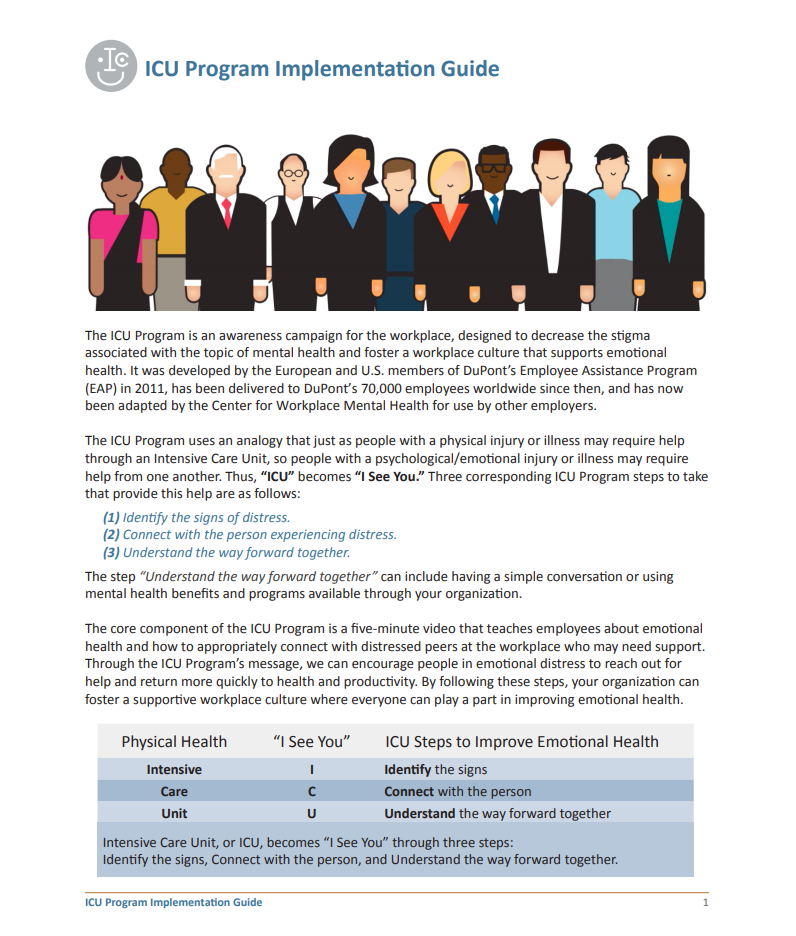 ICU Program Implementation Guide
The ICU Program is an awareness campaign for the workplace, designed to decrease the stigma
associated with the topic of mental health and foster a workplace culture that supports emotional
health. It was developed by the European and U.S. members of DuPont's Employee Assistance Program
(EAP) in 2011, has been delivered to DuPont's 70,000 employees worldwide since then, and has now
been adapted by the Center for Workplace Mental Health for use by other employers.
The ICU Program uses an analogy that just as people with a physical injury or illness may require help
through an Intensive Care Unit, so people with a psychological/emotional injury or illness may require
help from one another. Thus, "ICU" becomes "I See You." Three corresponding ICU Program steps to take
that provide this help are as follows:
(1) Identify the signs of distress.
(2) Connect with the person experiencing distress.
(3) Understand the way forward together.
The step "Understand the way forward together" can include having a simple conversation or using
mental health benefits and programs available through your organization.
The core component of the ICU Program is a five-minute video that teaches employees about emotional
health and how to appropriately connect with distressed peers at the workplace who may need support.
Through the ICU Program's message, we can encourage people in emotional distress to reach out for
help and return more quickly to health and productivity. By following these steps, your organization can
foster a supportive workplace culture where everyone can play a part in improving emotional health.
Physical Health "I See You" ICU Steps to Improve Emotional Health
Intensive I Identify the signs
Care C Connect with the person
Unit U Understand the way forward together
Intensive Care Unit, or ICU, becomes "I See You" through three steps:
Identify the signs, Connect with the person, and Understand the way forward together.
ICU Program Implementation Guide 1